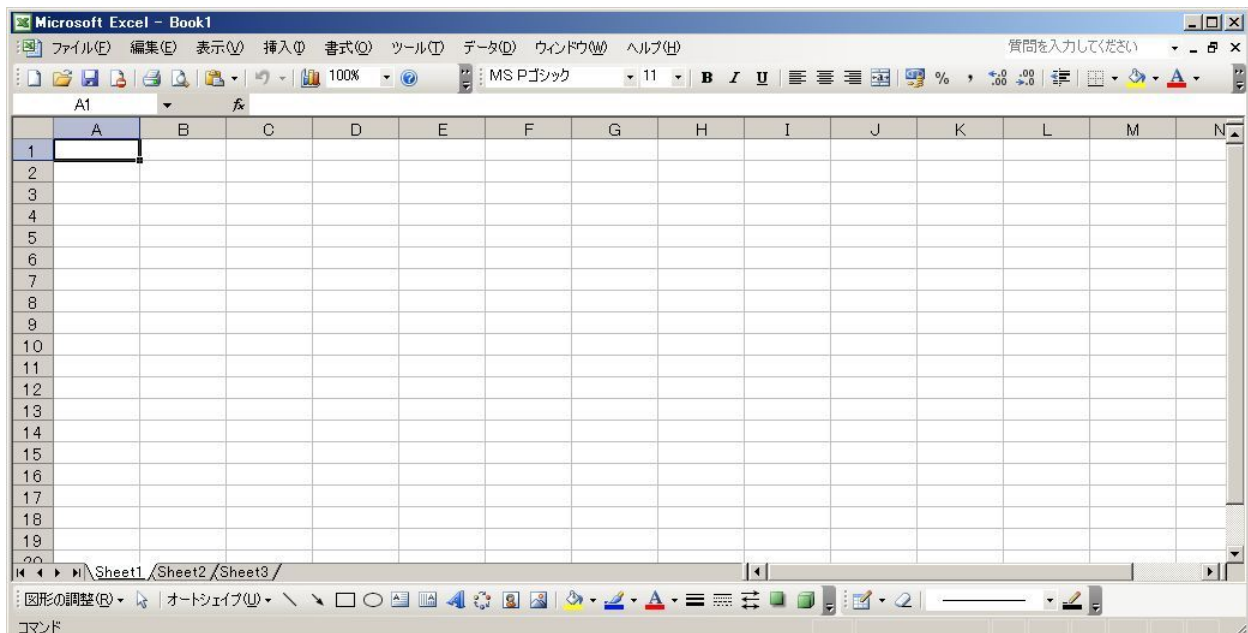 Microsoft Excel - Book1
ファイル(F) 編集(E) 表示(V) 挿入(I) 書式(O) ツール(T) データ(D) ウィンドウ(W) ヘルプ(H) 質問を入力してください
100% MS Pゴシック 11 B I U % ,
A1 fx
A B C D E F G H I J K L M N
1
2
3
4
5
6
7
8
9
10
11
12
13
14
15
16
17
18
19
20
Sheet1 Sheet2 Sheet3
図形の調整(R) オートシェイプ(U)
コマンド